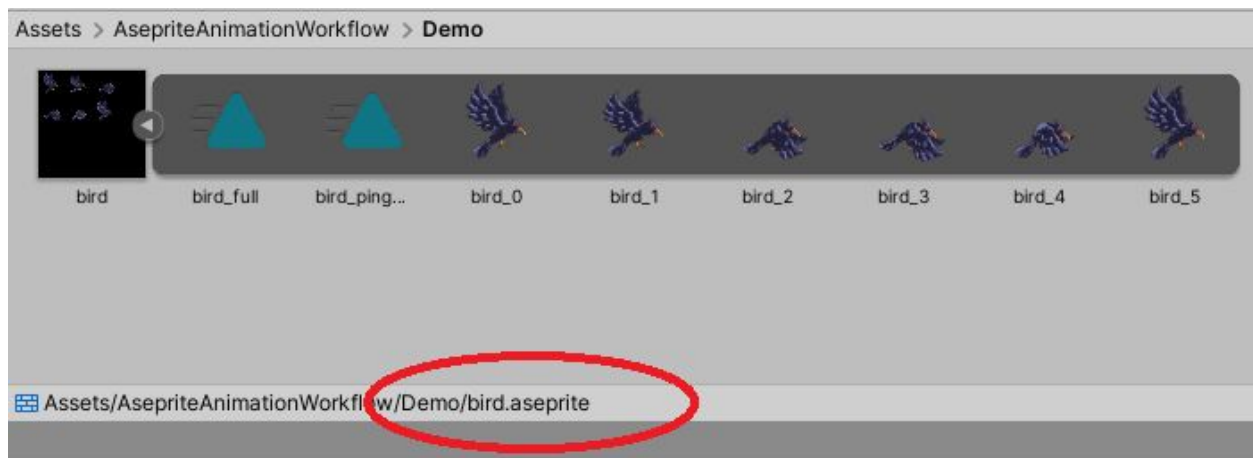 Assets > AsepriteAnimationWorkflow > Demo
bird bird_full bird_ping... bird_0 bird_1 bird_2 bird_3 bird_4 bird_5
Assets/AsepriteAnimationWorkflow/Demo/bird.aseprite